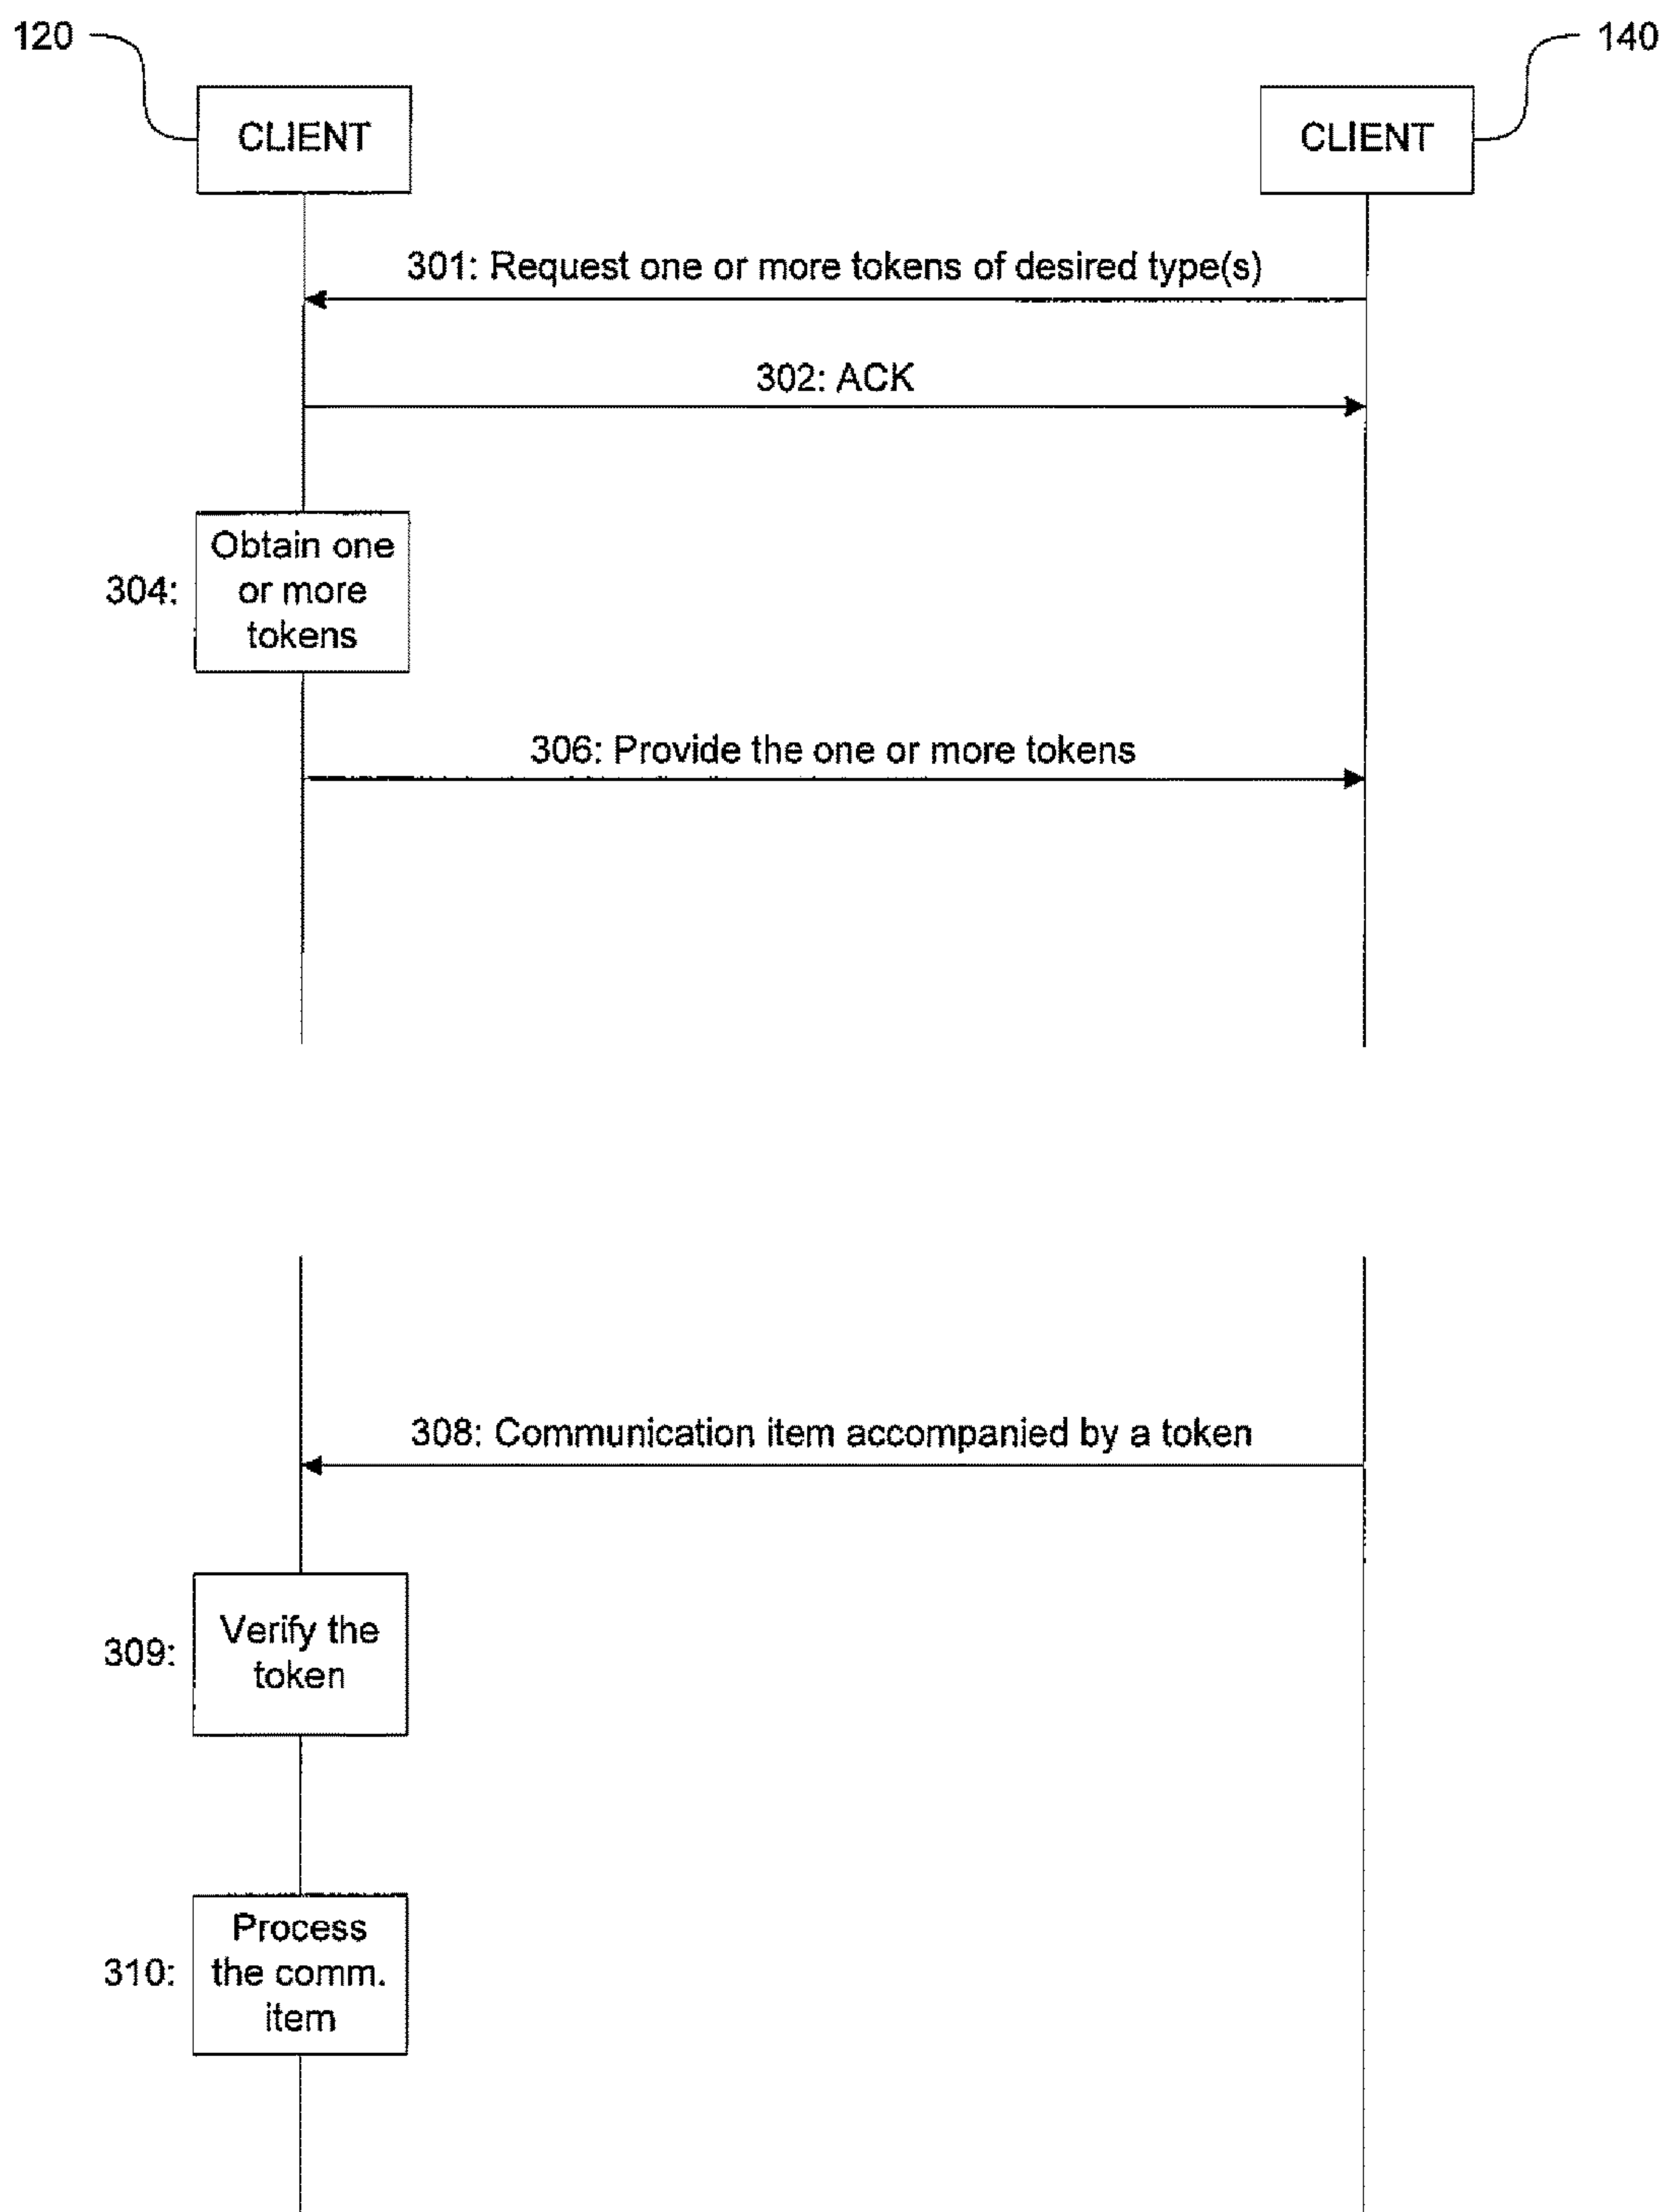 120
140
CLIENT
CLIENT
301: Request one or more tokens of desired type(s)
302: ACK
304:
Obtain one
or more
tokens
306: Provide the one or more tokens
308: Communication item accompanied by a token
309:
Verify the
token
310:
Process
the comm.
item